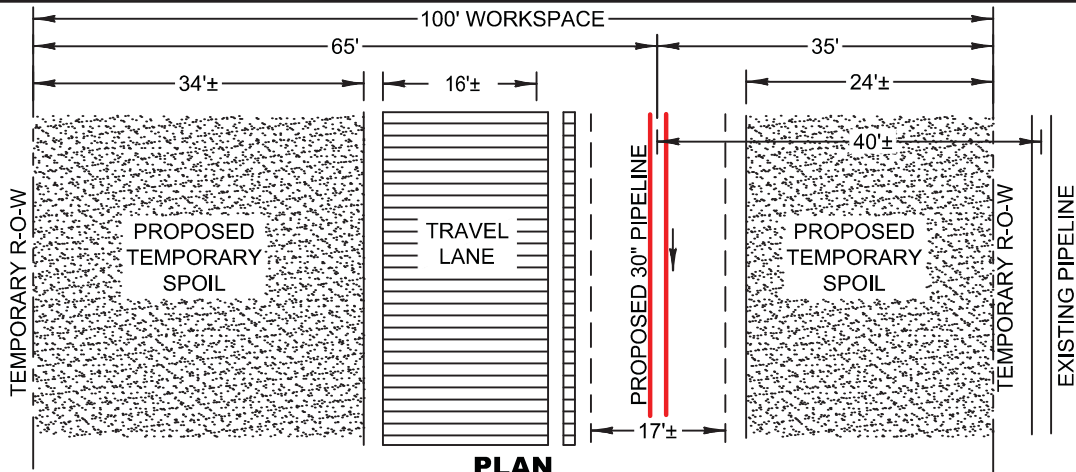 100' WORKSPACE
65'
35'
34'±
16'±
24'±
40'±
TEMPORARY R-O-W
PROPOSED
TEMPORARY
SPOIL
TRAVEL
LANE
PROPOSED 30" PIPELINE
PROPOSED
TEMPORARY
SPOIL
TEMPORARY R-O-W
EXISTING PIPELINE
17'±
PLAN